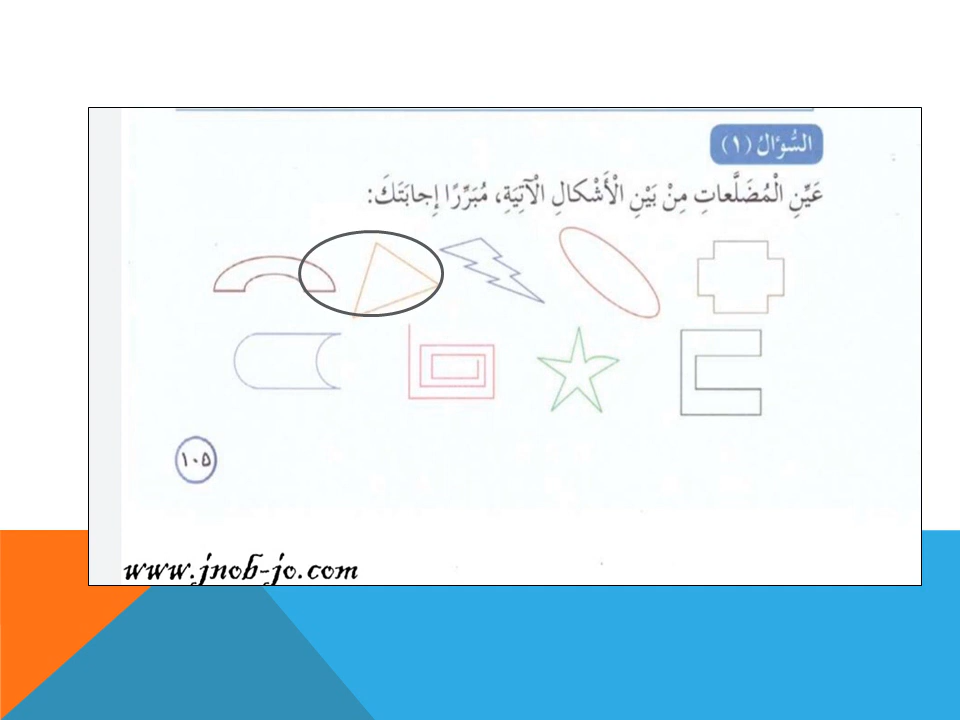 السُّؤالُ (١)
عَيِّنِ الْمُضَلَّعاتِ مِنْ بَيْنِ الْأَشْكالِ الْآتِيَةِ، مُبَرِّرًا إِجابَتَكَ:
١٠٥
www.jnob-jo.com